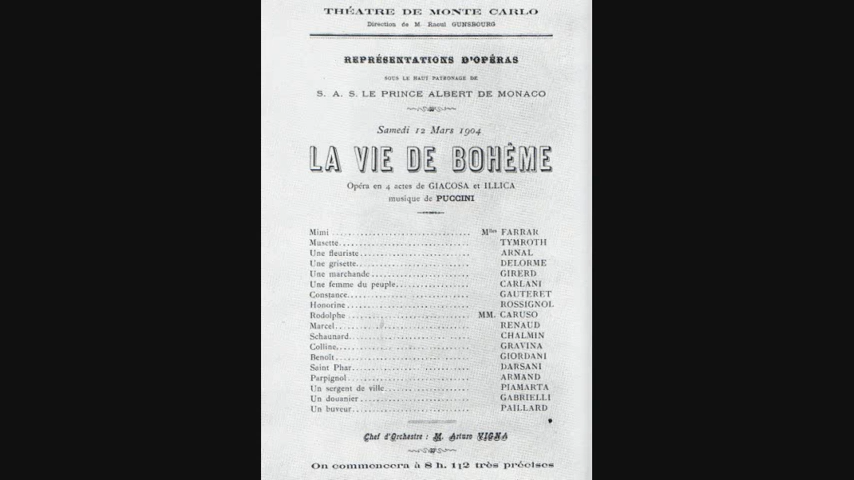 THÉATRE DE MONTE CARLO
Direction de M. Raoul GUNSBOURG
REPRÉSENTATIONS D'OPÉRAS
SOUS LE HAUT PATRONAGE DE
S. A. S. LE PRINCE ALBERT DE MONACO
Samedi 12 Mars 1904
LA VIE DE BOHÈME
Opéra en 4 actes de GIACOSA et ILLICA
musique de PUCCINI
Mimi . . . . . . . . . . Mmes FARRAR
Musette. . . . . . . . . . TYMROTH
Une fleuriste. . . . . . . . . . ARNAL
Une grisette. . . . . . . . . . DELORME
Une marchande . . . . . . . . . . GIRERD
Une femme du peuple. . . . . . . . . . CARLANI
Constance. . . . . . . . . . GAUTERET
Honorine . . . . . . . . . . ROSSIGNOL
Rodolphe . . . . . . . . . . MM. CARUSO
Marcel. . . . . . . . . . RENAUD
Schaunard. . . . . . . . . . CHALMIN
Colline. . . . . . . . . . GRAVINA
Benoît. . . . . . . . . . GIORDANI
Saint Phar. . . . . . . . . . DARSANI
Parpignol . . . . . . . . . . ARMAND
Un sergent de ville. . . . . . . . . . PIAMARTA
Un douanier . . . . . . . . . . GABRIELLI
Un buveur. . . . . . . . . . PAILLARD
Chef d'Orchestre : M. Arturo VIGNA
On commencera à 8 h. 1/2 très précises